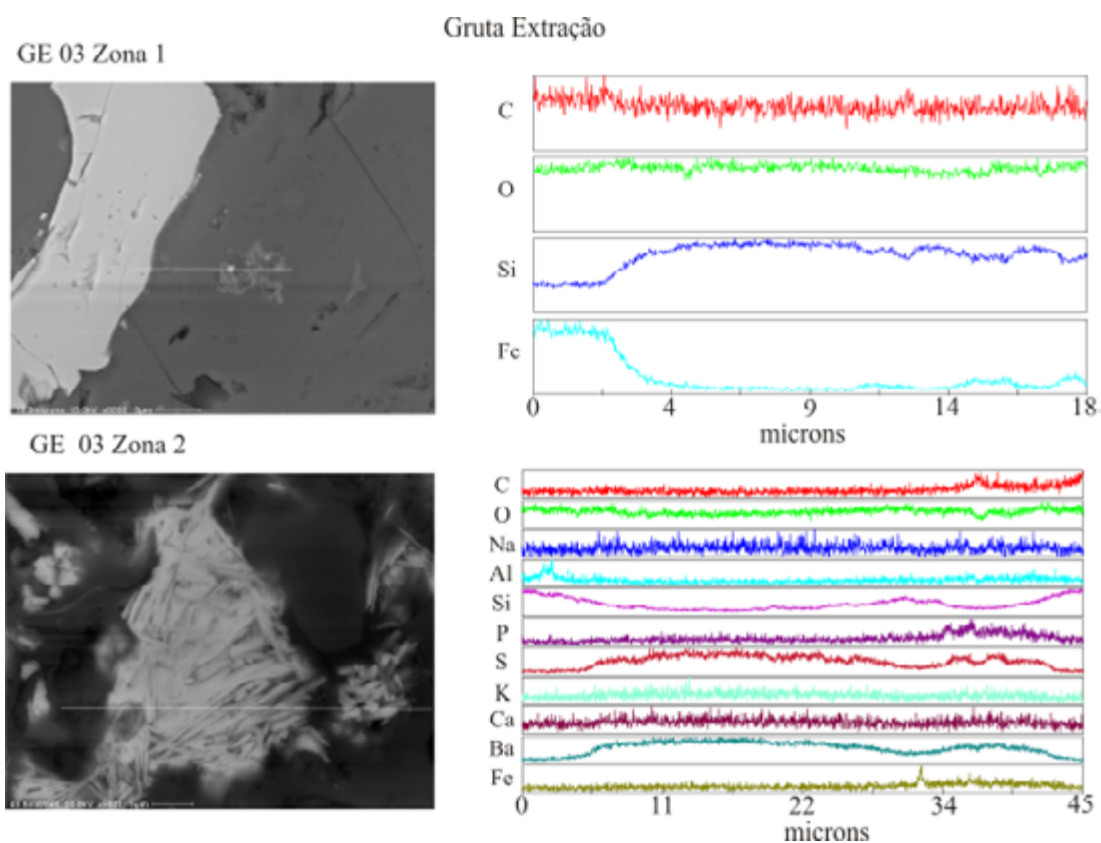 Gruta Extração
GE 03 Zona 1
C
O
Si
Fe
0 4 9 14 18
microns
GE 03 Zona 2
C
O
Na
Al
Si
P
S
K
Ca
Ba
Fe
0 11 22 34 45
microns